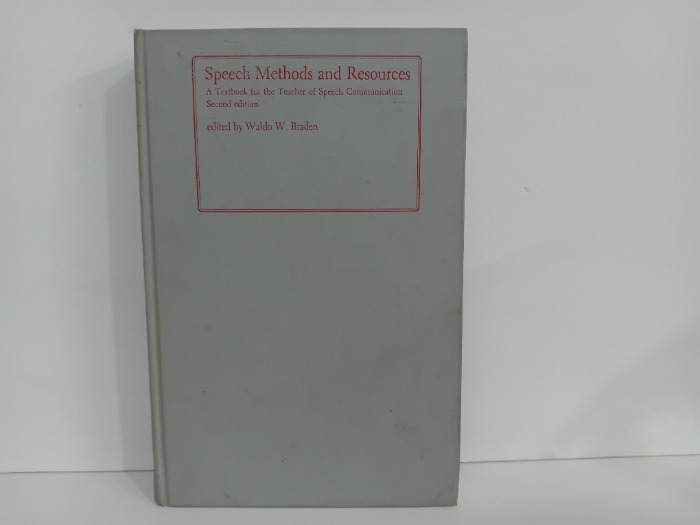 Speech Methods and Resources
A Textbook for the Teacher of Speech Communication
Second edition
edited by Waldo W. Braden